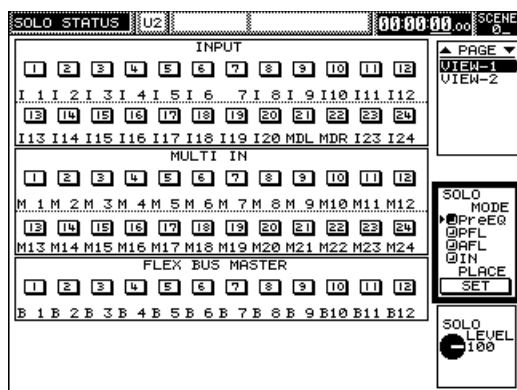 SOLO STATUS U2 00:00:00.00 SCENE
0_
INPUT
1 2 3 4 5 6 7 8 9 10 11 12
I 1 I 2 I 3 I 4 I 5 I 6 7 I 8 I 9 I10 I11 I12
13 14 15 16 17 18 19 20 21 22 23 24
I13 I14 I15 I16 I17 I18 I19 I20 MDL MDR I23 I24
MULTI IN
1 2 3 4 5 6 7 8 9 10 11 12
M 1 M 2 M 3 M 4 M 5 M 6 M 7 M 8 M 9 M10 M11 M12
13 14 15 16 17 18 19 20 21 22 23 24
M13 M14 M15 M16 M17 M18 M19 M20 M21 M22 M23 M24
FLEX BUS MASTER
1 2 3 4 5 6 7 8 9 10 11 12
B 1 B 2 B 3 B 4 B 5 B 6 B 7 B 8 B 9 B10 B11 B12
▲ PAGE ▼
VIEW-1
VIEW-2
SOLO
MODE
PreEQ
PFL
AFL
IN
PLACE
SET
SOLO
LEVEL
100